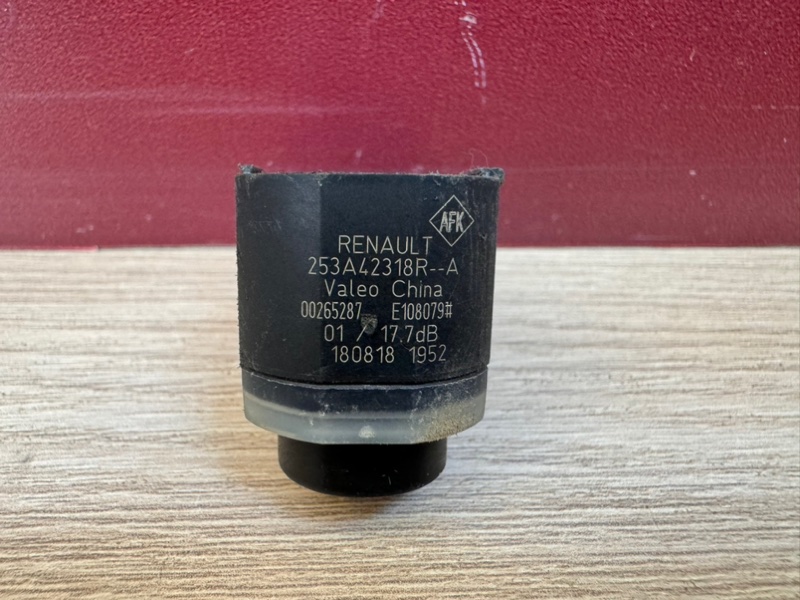 AFK
RENAULT
253A42318R--A
Valeo China
00265287 E108079#
01 / 17.7dB
180818 1952